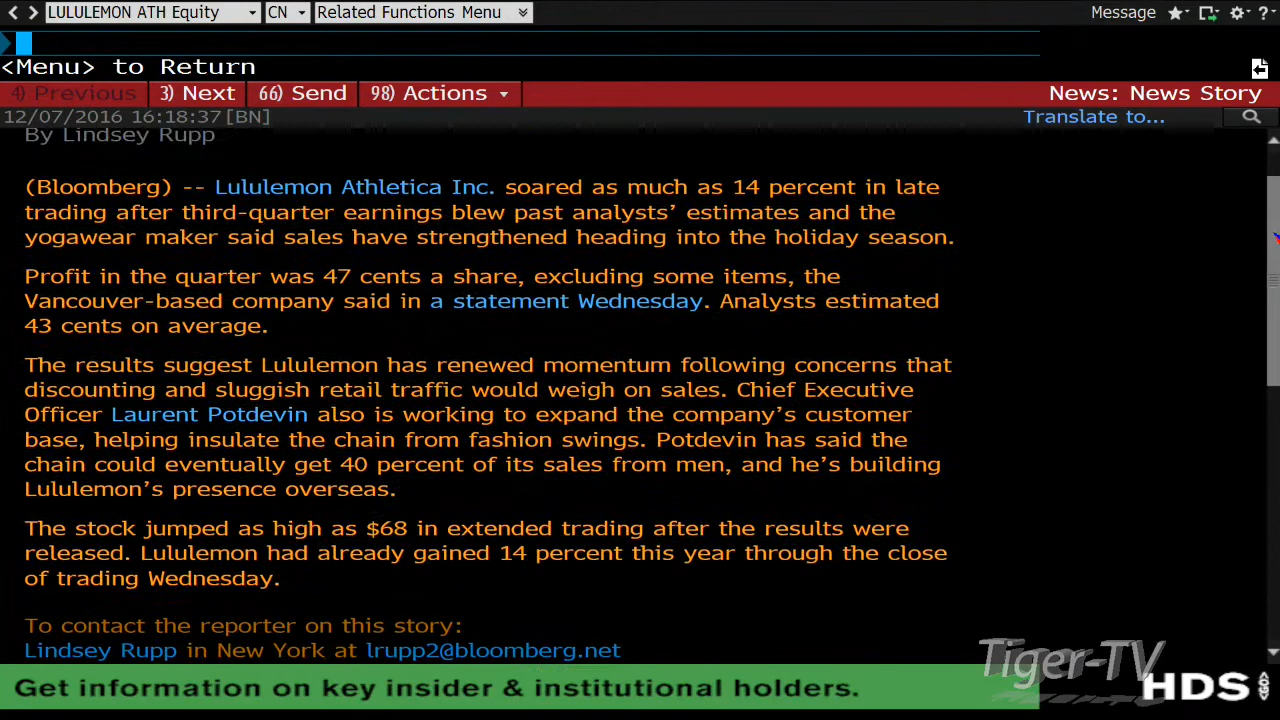 LULULEMON ATH Equity CN Related Functions Menu Message ?
<Menu> to Return
4) Previous 3) Next 66) Send 98) Actions News: News Story
12/07/2016 16:18:37[BN] Translate to...
By Lindsey Rupp
(Bloomberg) -- Lululemon Athletica Inc. soared as much as 14 percent in late
trading after third-quarter earnings blew past analysts’ estimates and the
yogawear maker said sales have strengthened heading into the holiday season.
Profit in the quarter was 47 cents a share, excluding some items, the
Vancouver-based company said in a statement Wednesday. Analysts estimated
43 cents on average.
The results suggest Lululemon has renewed momentum following concerns that
discounting and sluggish retail traffic would weigh on sales. Chief Executive
Officer Laurent Potdevin also is working to expand the company’s customer
base, helping insulate the chain from fashion swings. Potdevin has said the
chain could eventually get 40 percent of its sales from men, and he’s building
Lululemon’s presence overseas.
The stock jumped as high as $68 in extended trading after the results were
released. Lululemon had already gained 14 percent this year through the close
of trading Wednesday.
To contact the reporter on this story:
Lindsey Rupp in New York at lrupp2@bloomberg.net
Tiger-TV
Get information on key insider & institutional holders. HDS <GO>